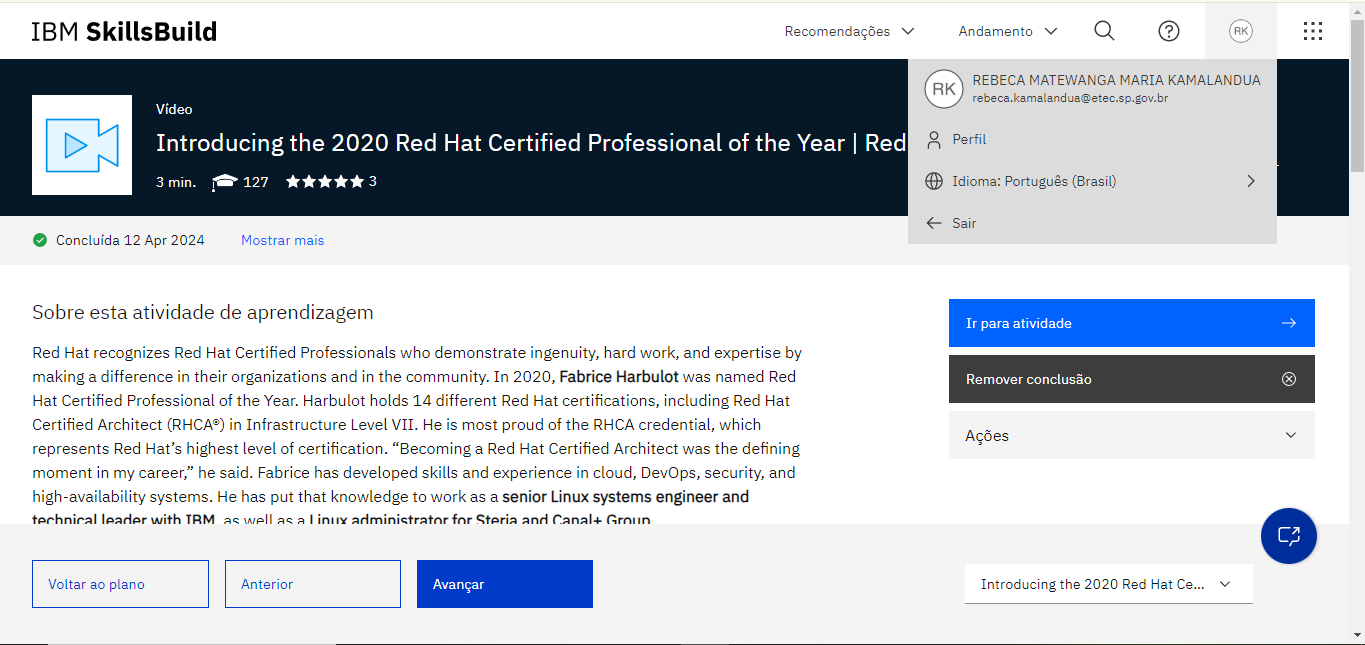 IBM SkillsBuild
Recomendações
Andamento
RK
RK
REBECA MATEWANGA MARIA KAMALANDUA
rebeca.kamalandua@etec.sp.gov.br
Perfil
Idioma: Português (Brasil)
Sair
Vídeo
Introducing the 2020 Red Hat Certified Professional of the Year | Red
3 min. 127 3
Concluída 12 Apr 2024 Mostrar mais
Sobre esta atividade de aprendizagem
Red Hat recognizes Red Hat Certified Professionals who demonstrate ingenuity, hard work, and expertise by
making a difference in their organizations and in the community. In 2020, Fabrice Harbulot was named Red
Hat Certified Professional of the Year. Harbulot holds 14 different Red Hat certifications, including Red Hat
Certified Architect (RHCA®) in Infrastructure Level VII. He is most proud of the RHCA credential, which
represents Red Hat’s highest level of certification. “Becoming a Red Hat Certified Architect was the defining
moment in my career,” he said. Fabrice has developed skills and experience in cloud, DevOps, security, and
high-availability systems. He has put that knowledge to work as a senior Linux systems engineer and
technical leader with IBM, as well as a Linux administrator for Steria and Canal+ Group.
Ir para atividade
Remover conclusão
Ações
Voltar ao plano
Anterior
Avançar
Introducing the 2020 Red Hat Ce...